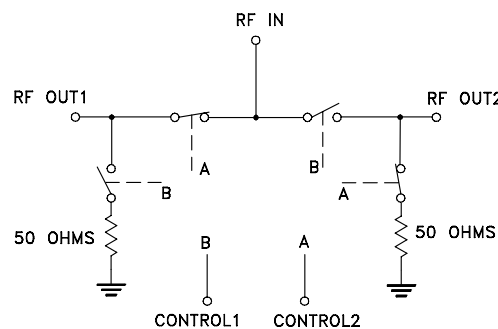 RF IN
RF OUT1
RF OUT2
A
B
B
A
50 OHMS
50 OHMS
B
A
CONTROL1
CONTROL2